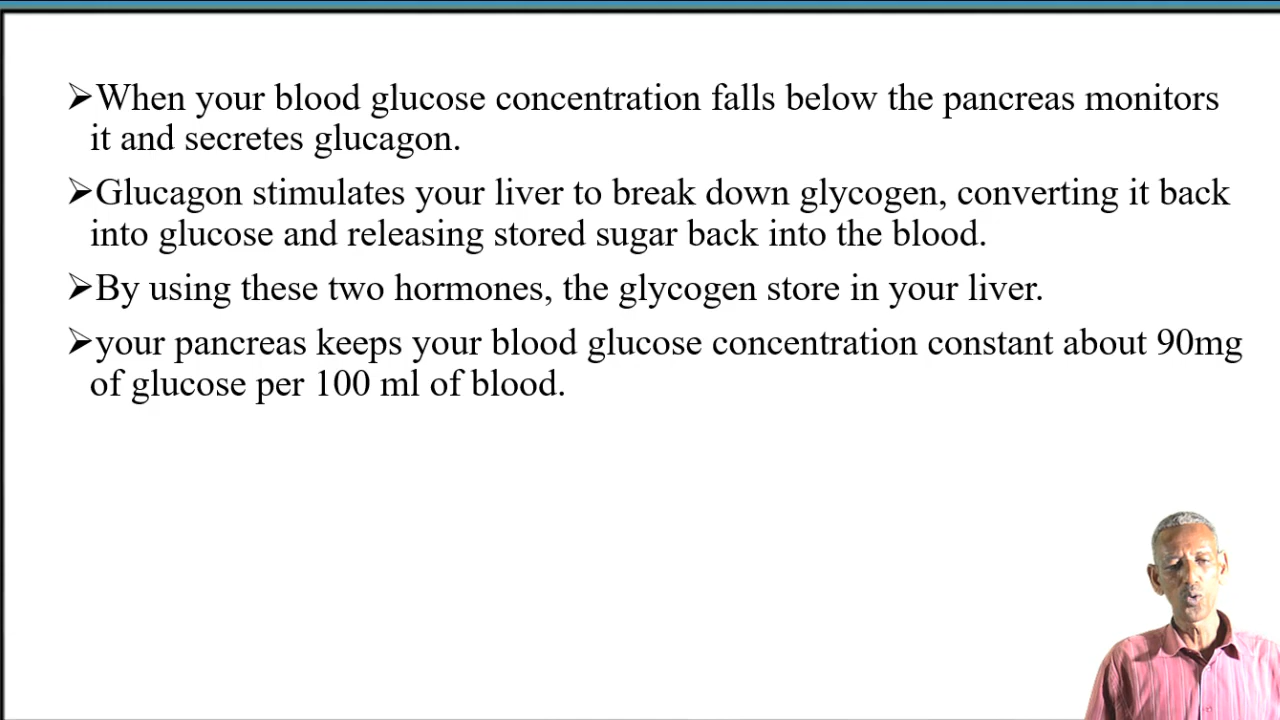 ➢When your blood glucose concentration falls below the pancreas monitors
it and secretes glucagon.
➢Glucagon stimulates your liver to break down glycogen, converting it back
into glucose and releasing stored sugar back into the blood.
➢By using these two hormones, the glycogen store in your liver.
➢your pancreas keeps your blood glucose concentration constant about 90mg
of glucose per 100 ml of blood.